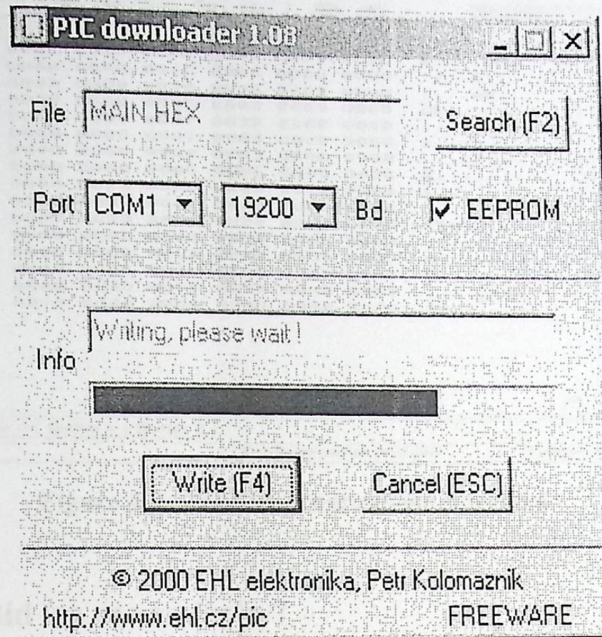 PIC downloader 1.08
File MAIN.HEX Search (F2)
Port COM1 19200 Bd EEPROM
Writing, please wait !
Info
Write (F4) Cancel (ESC)
© 2000 EHL elektronika, Petr Kolomaznik
http://www.ehl.cz/pic FREEWARE